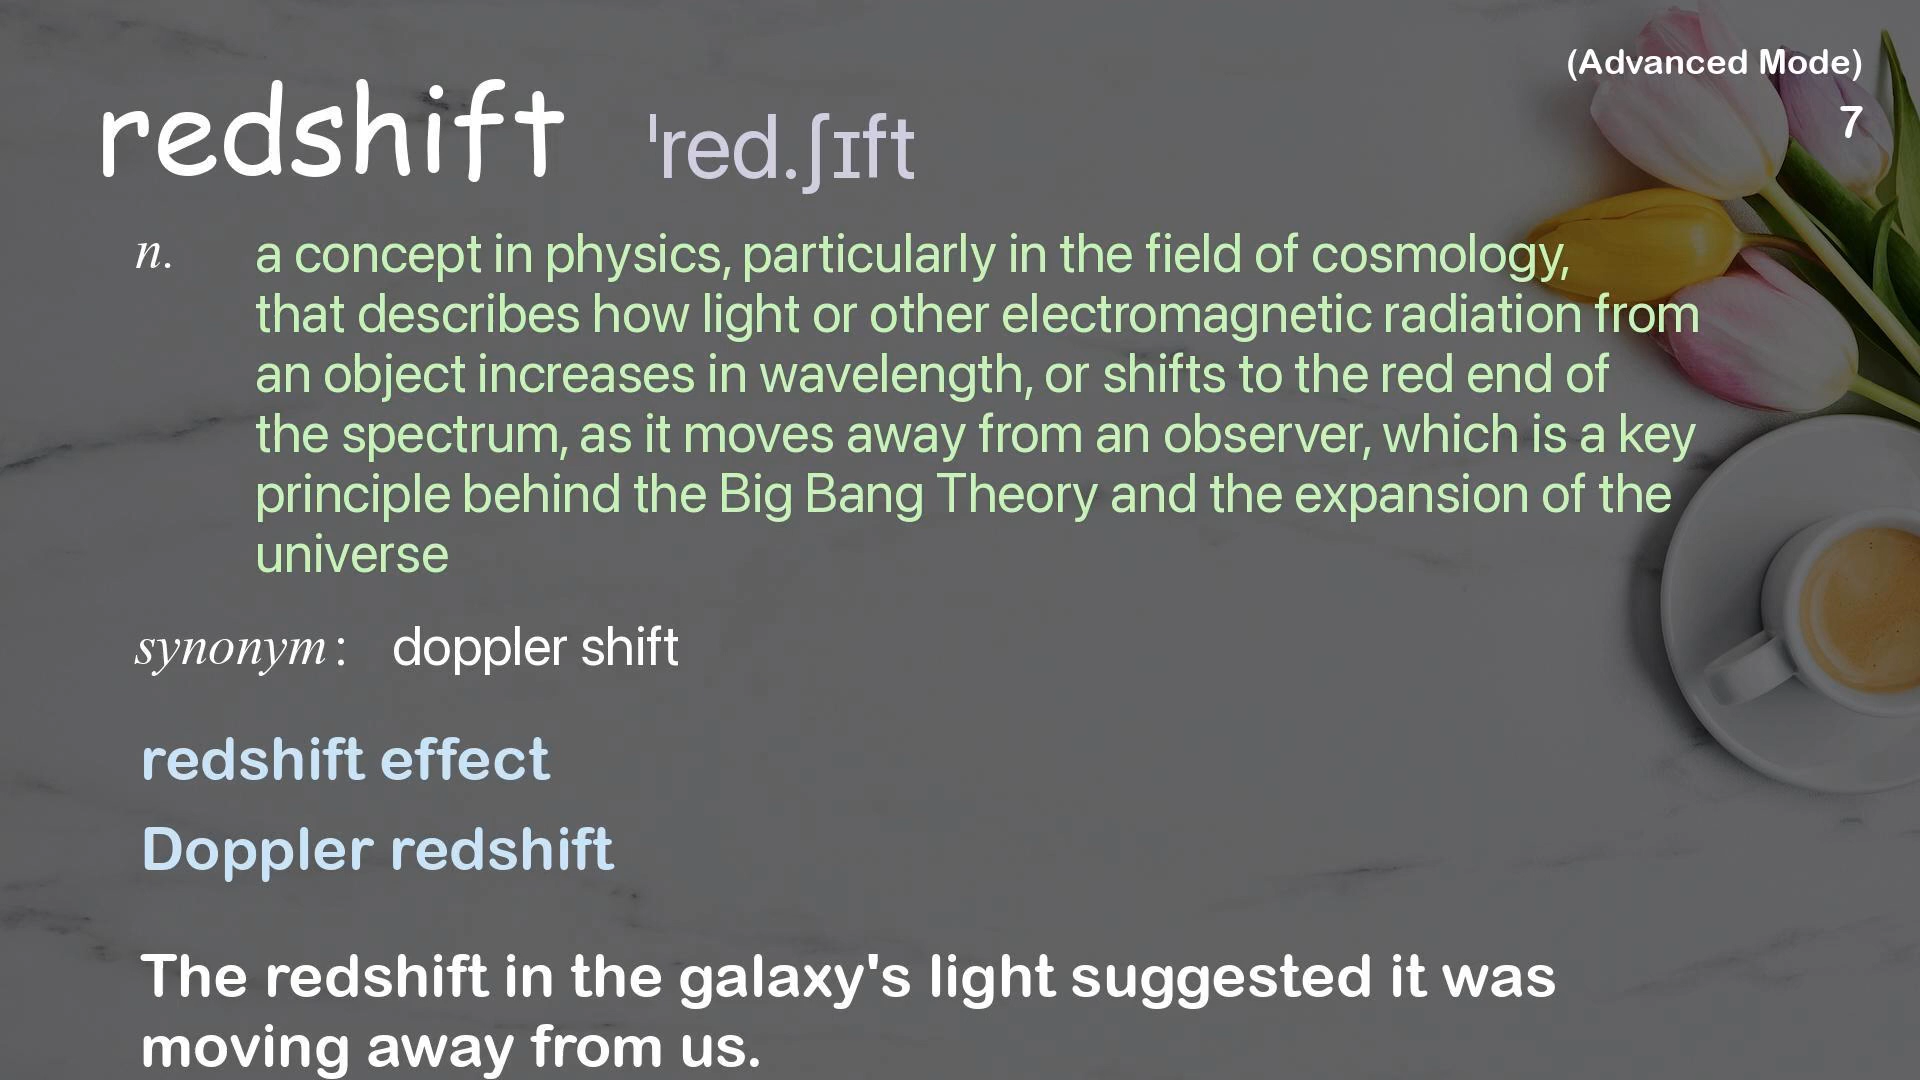 (Advanced Mode)
redshift ˈred.ʃɪft
7
n. a concept in physics, particularly in the field of cosmology,
that describes how light or other electromagnetic radiation from
an object increases in wavelength, or shifts to the red end of
the spectrum, as it moves away from an observer, which is a key
principle behind the Big Bang Theory and the expansion of the
universe
synonym: doppler shift
redshift effect
Doppler redshift
The redshift in the galaxy's light suggested it was
moving away from us.